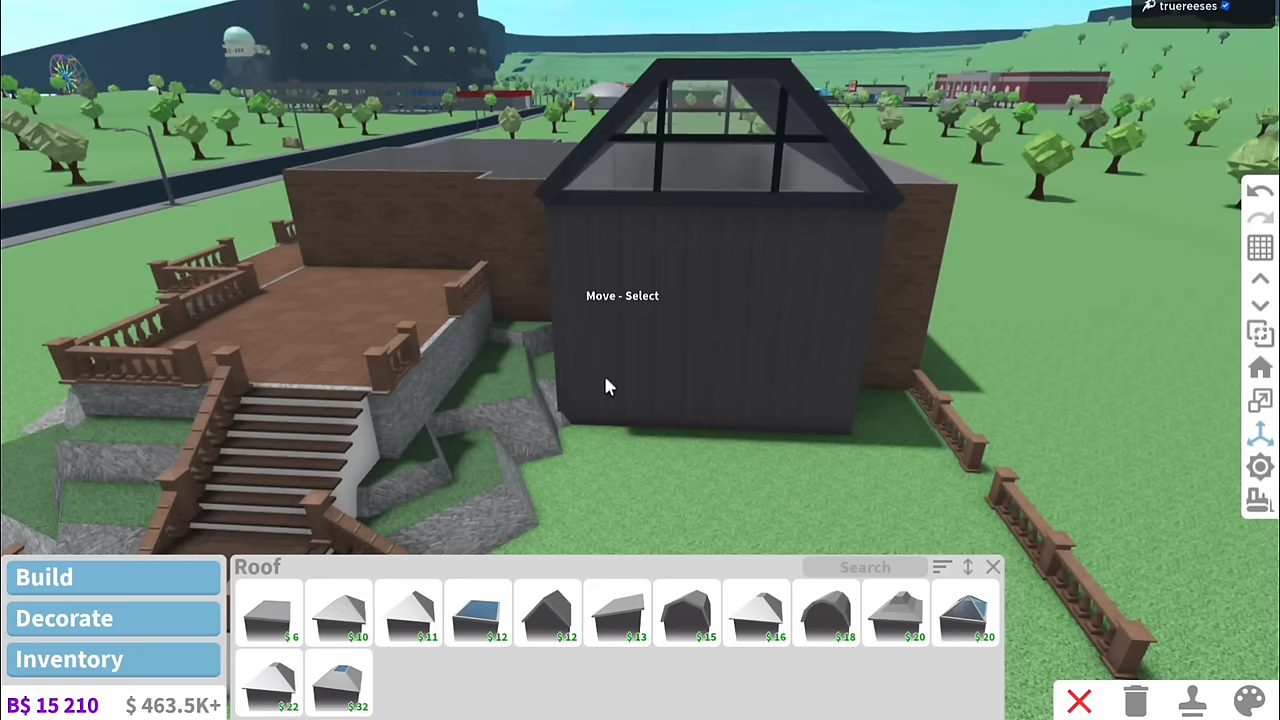 truereeses
Move - Select
Build
Decorate
Inventory
B$ 15 210
$ 463.5K+
Roof
Search
$ 6
$ 10
$ 11
$ 12
$ 12
$ 13
$ 15
$ 16
$ 18
$ 20
$ 20
$ 22
$ 32